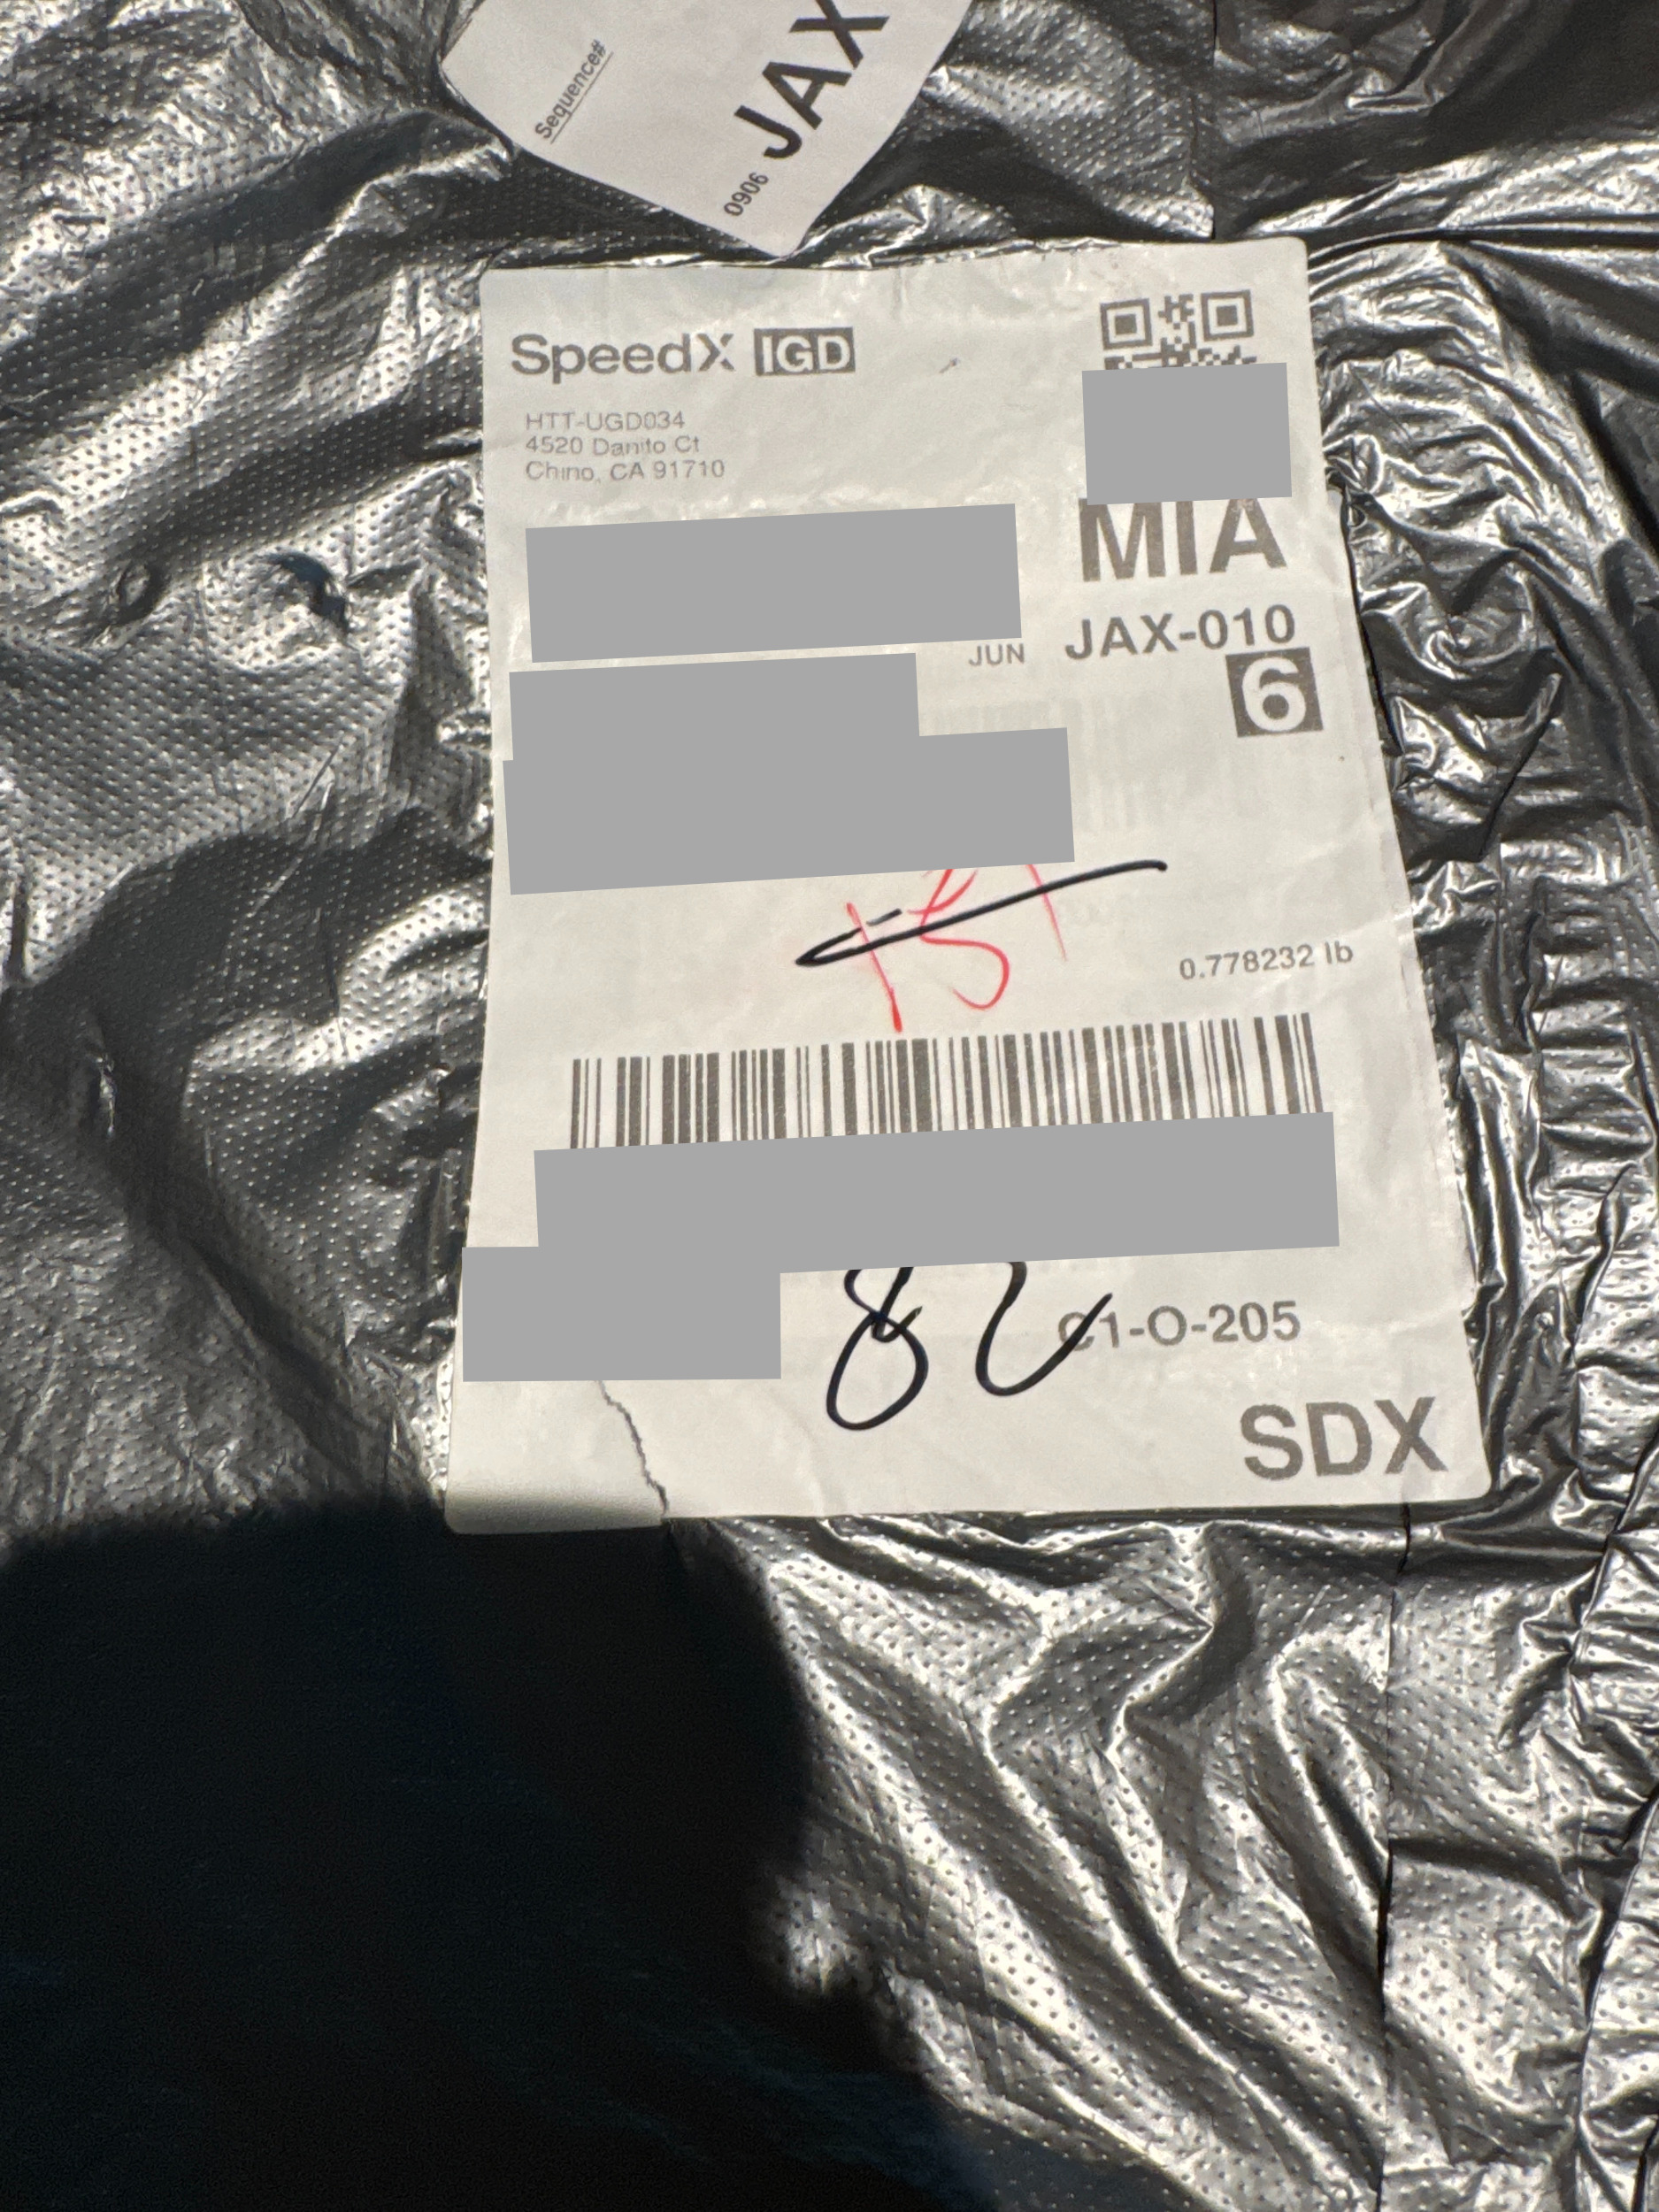 Sequence#
0906 JAX
SpeedX IGD
HTT-UGD034
4520 Danito Ct
Chino, CA 91710
MIA
JUN JAX-010
6
0.778232 lb
82
C1-O-205
SDX